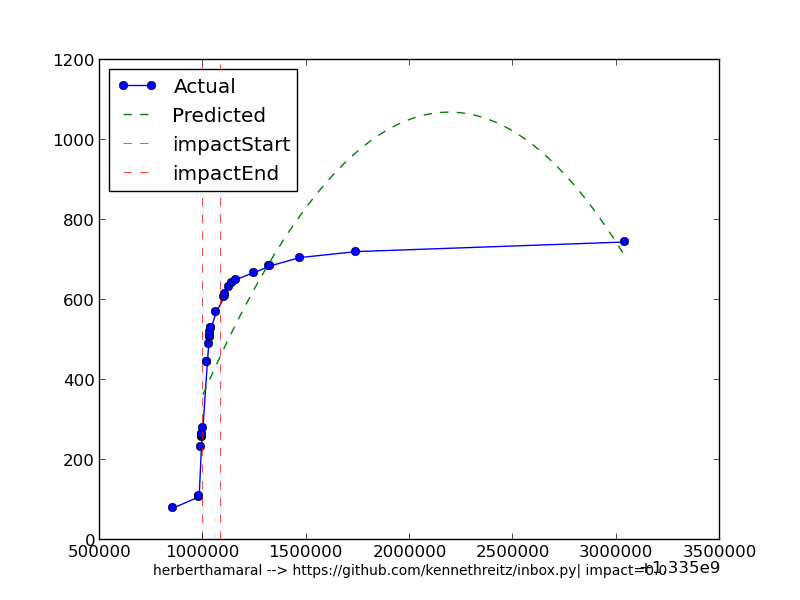 1200
1000
800
600
400
200
0
Actual
Predicted
impactStart
impactEnd
500000 1000000 1500000 2000000 2500000 3000000 3500000
+1.335e9
herberthamaral --> https://github.com/kennethreitz/inbox.py| impact=0.0